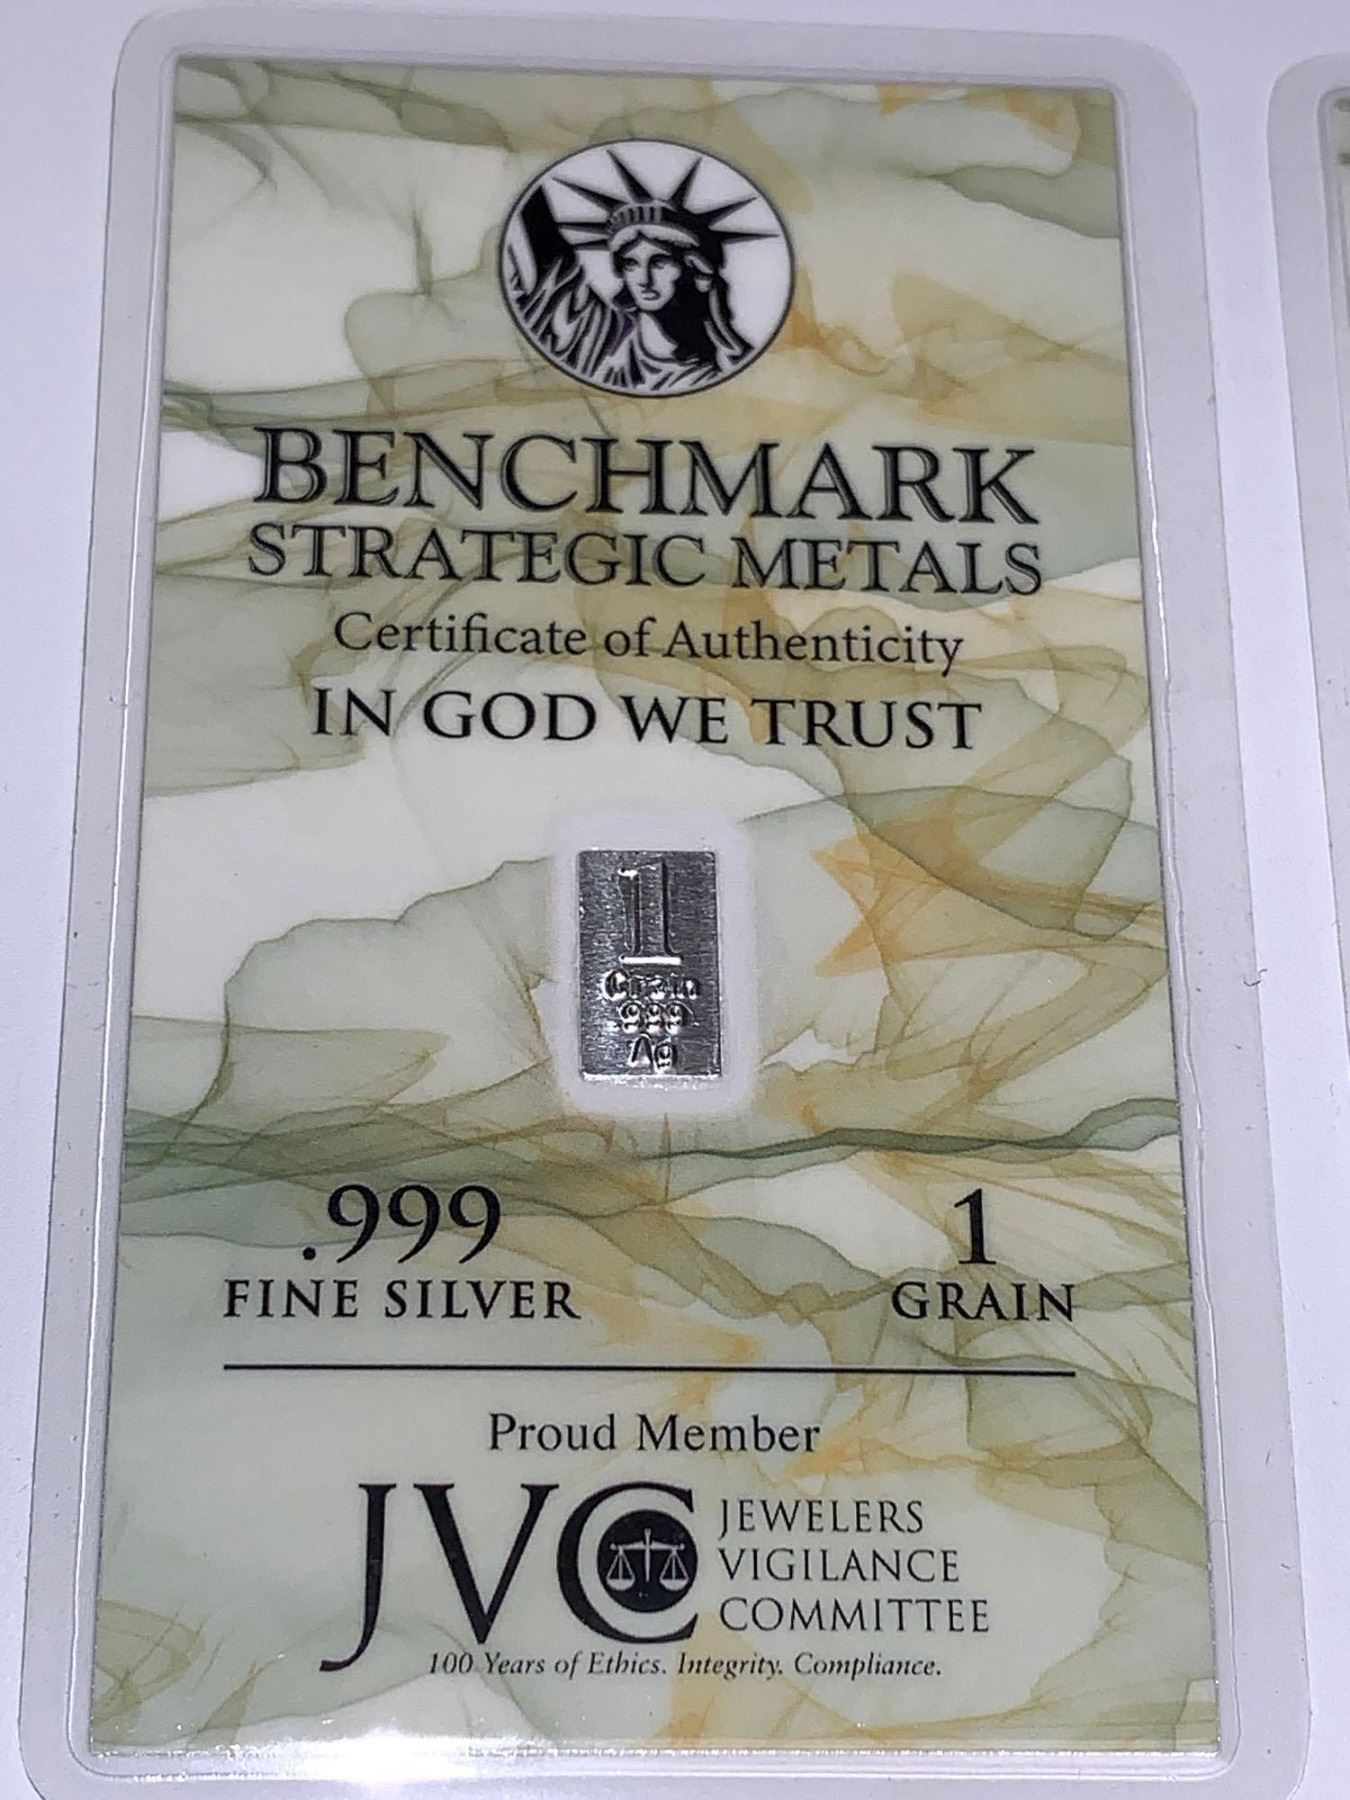 BENCHMARK
STRATEGIC METALS
Certificate of Authenticity
IN GOD WE TRUST
1
Grain
.999
Ag
.999
FINE SILVER
1
GRAIN
Proud Member
JVC
JEWELERS
VIGILANCE
COMMITTEE
100 Years of Ethics. Integrity. Compliance.